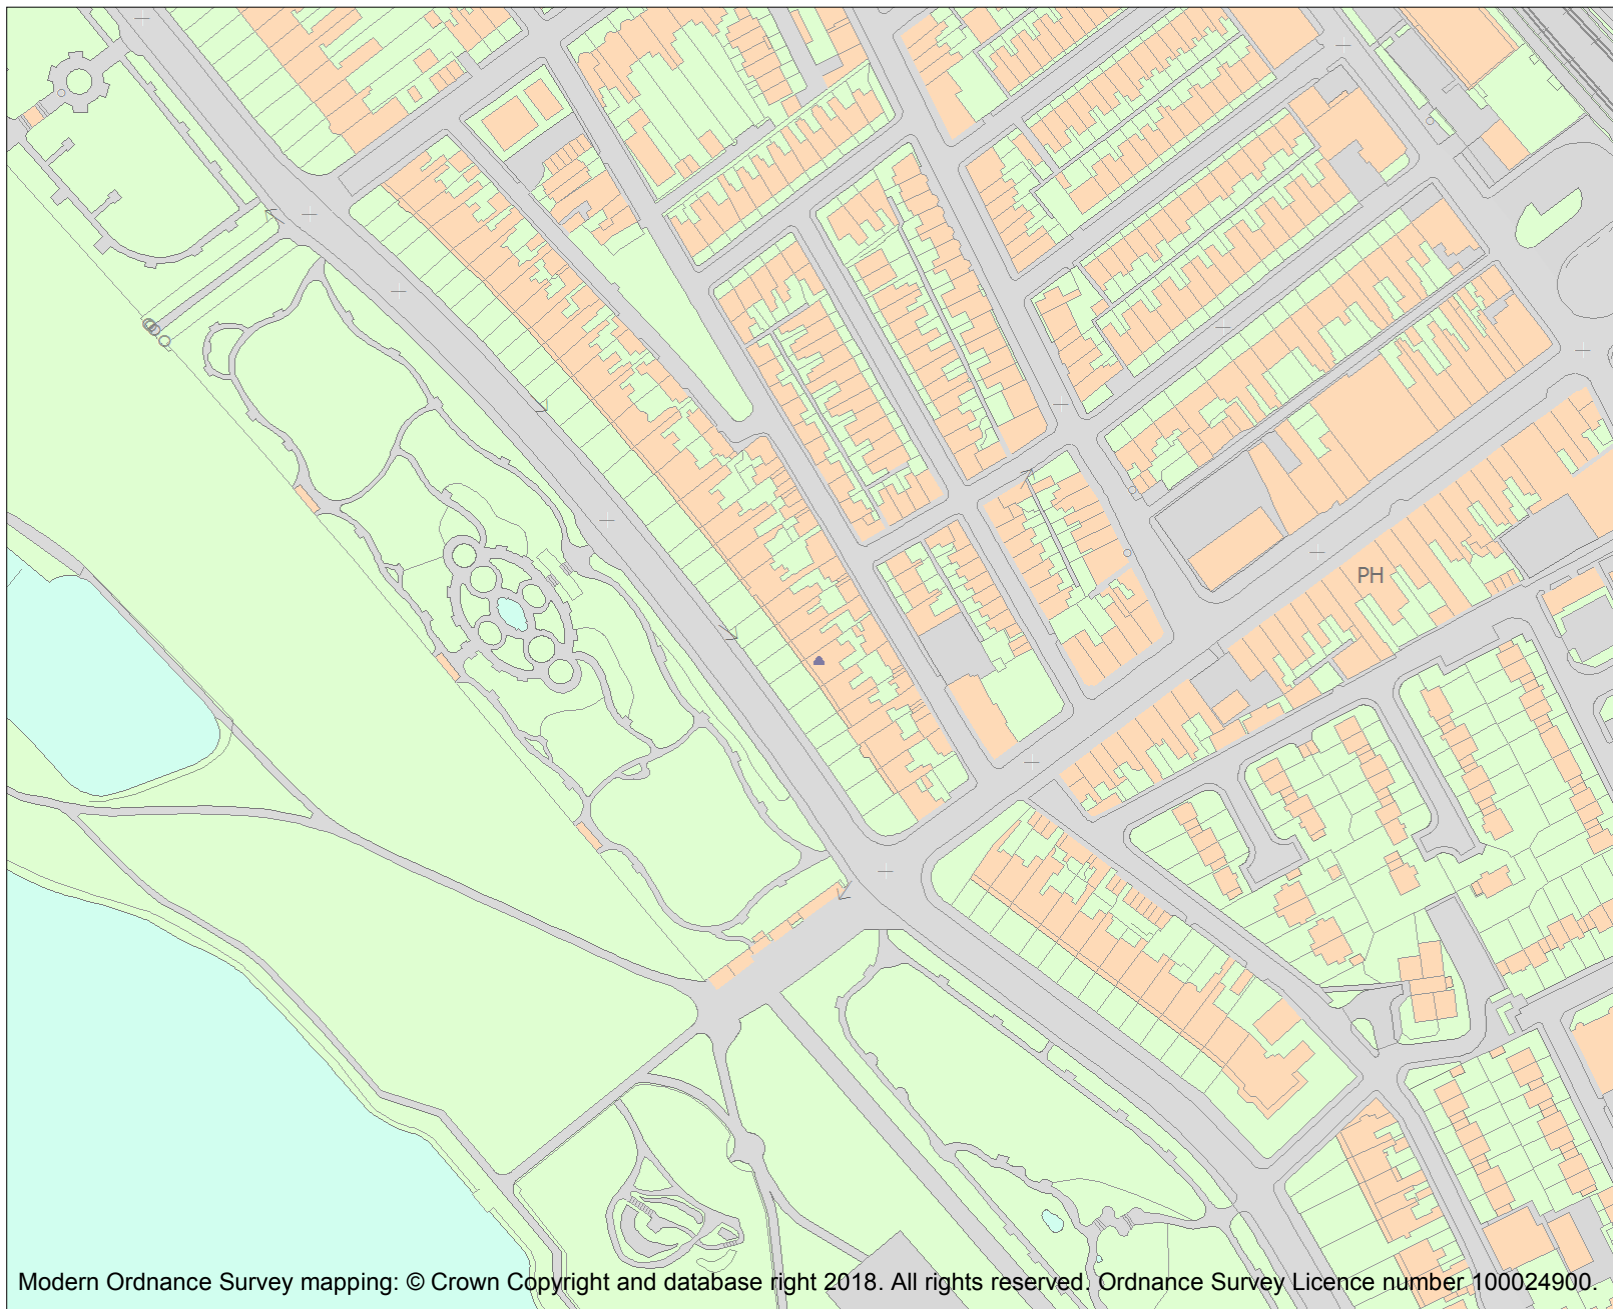 PH
Modern Ordnance Survey mapping: © Crown Copyright and database right 2018. All rights reserved. Ordnance Survey Licence number 100024900.